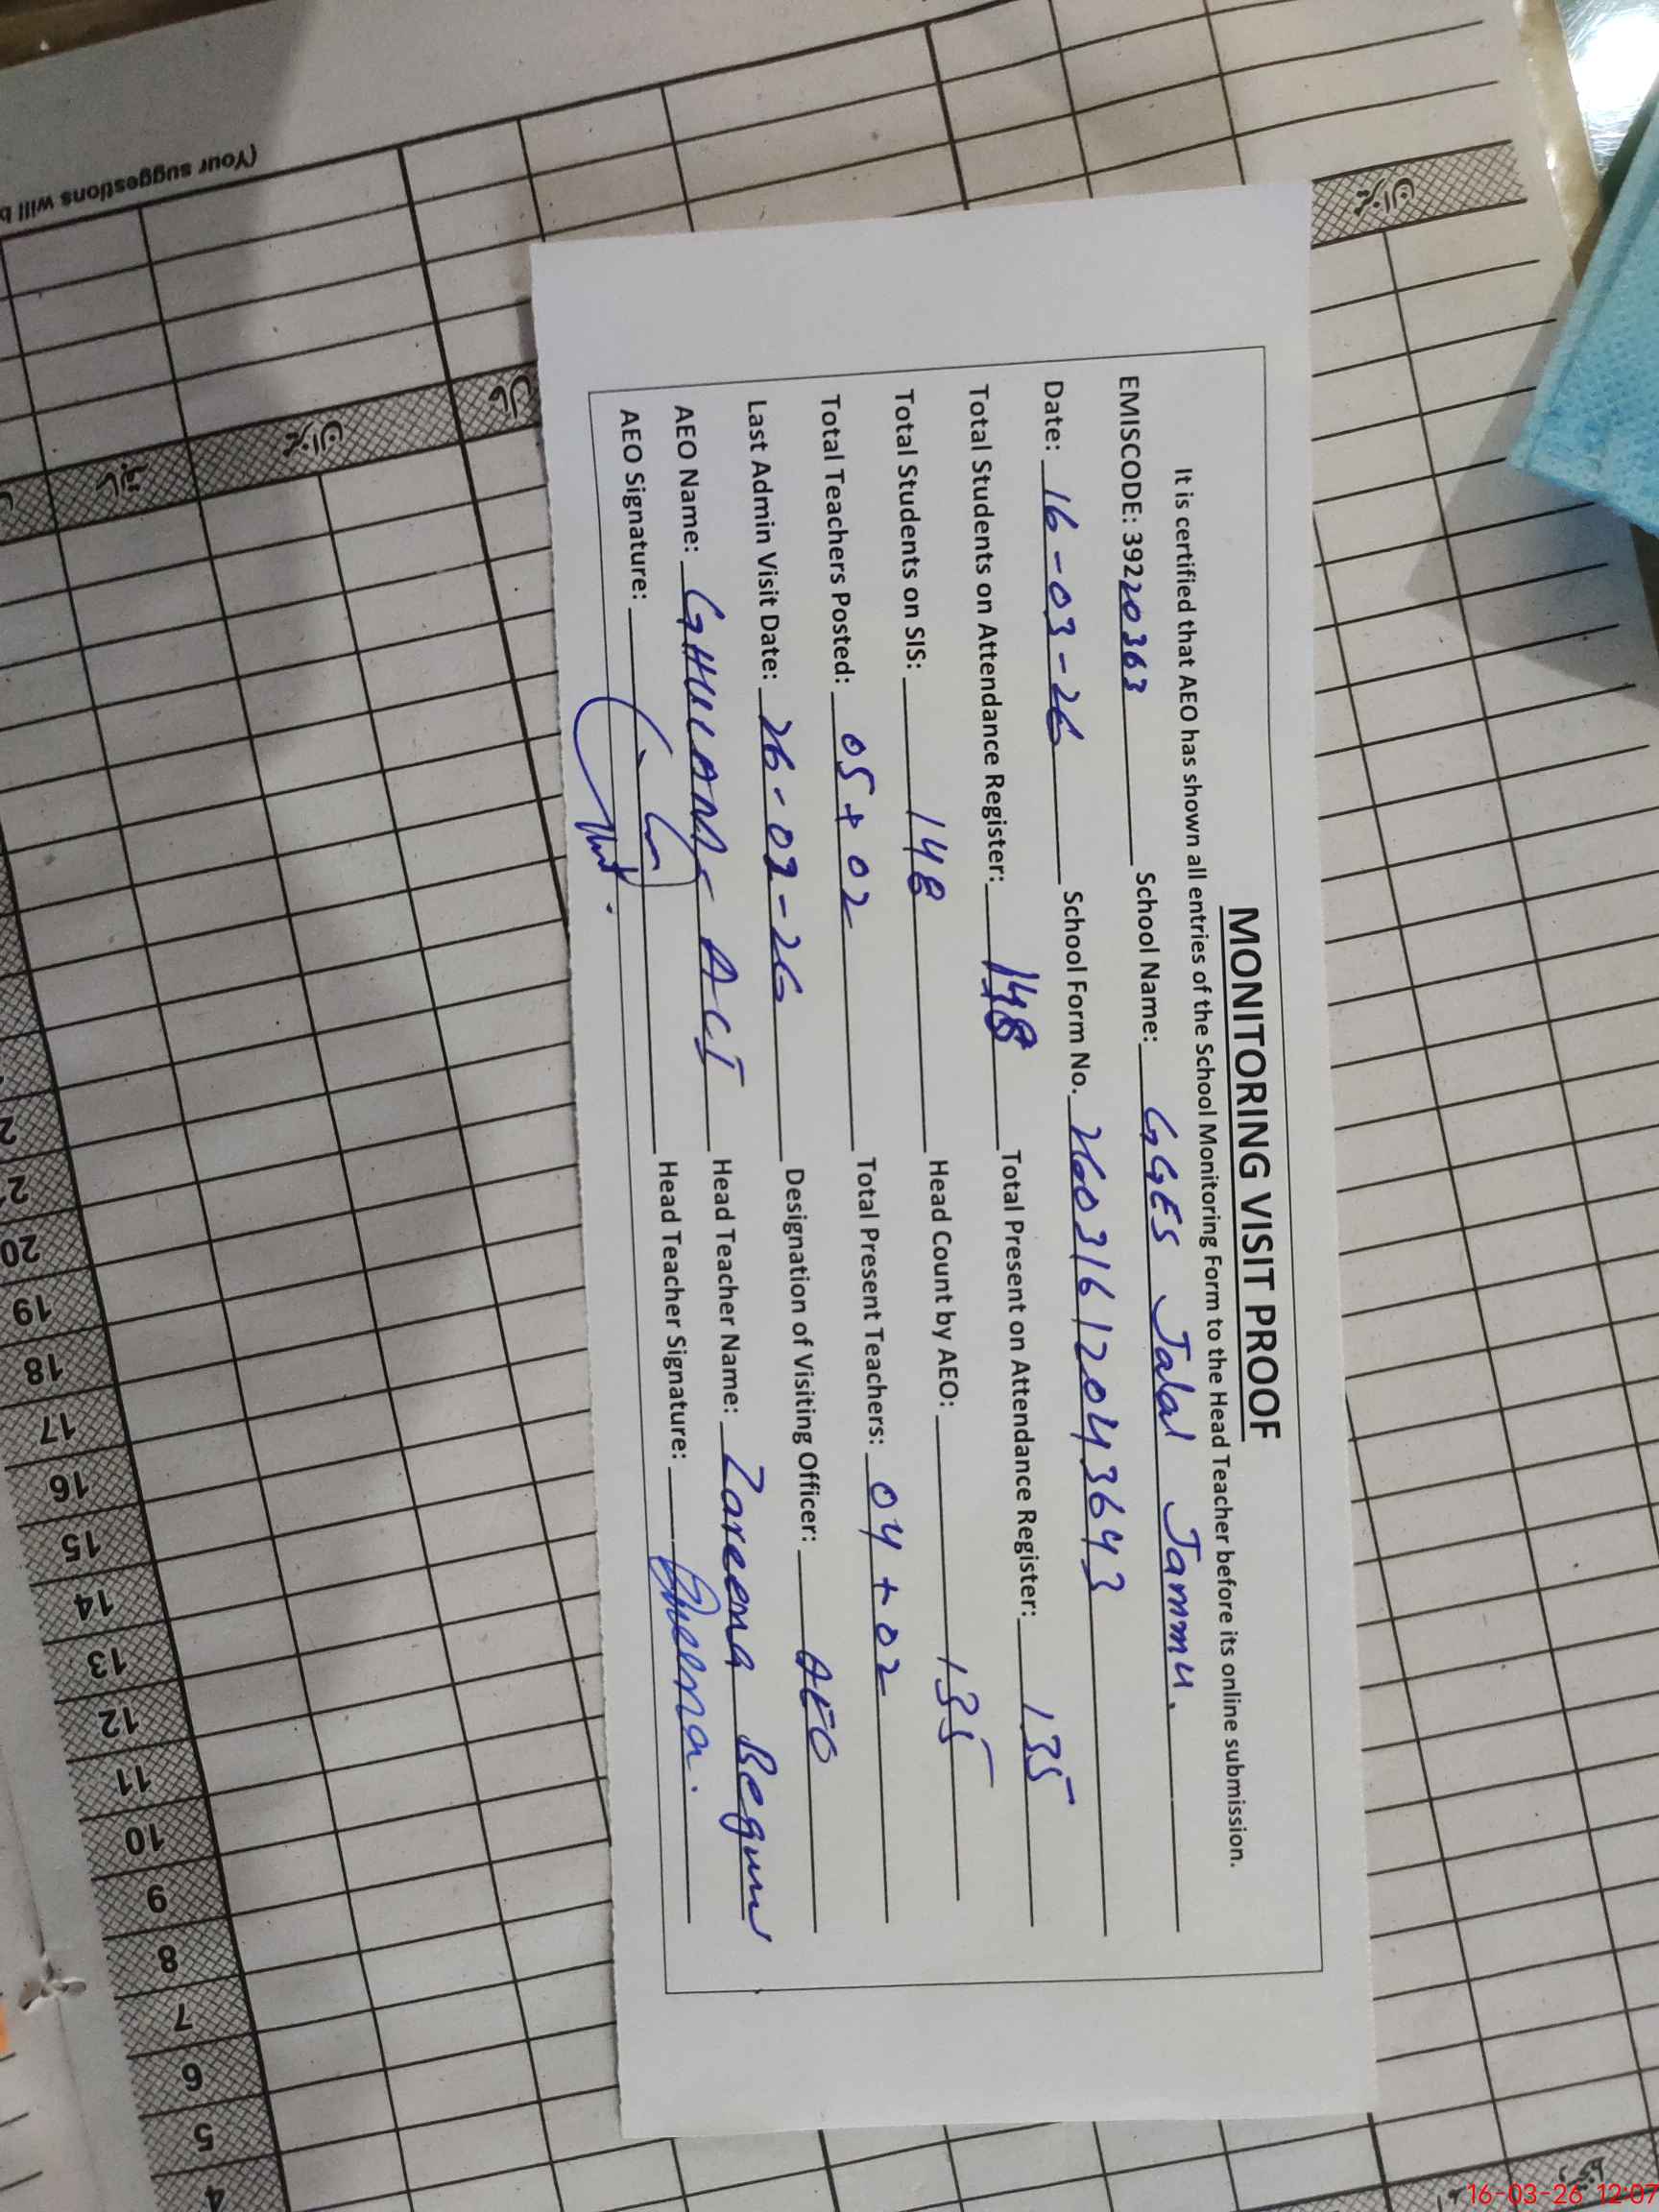 MONITORING VISIT PROOF
It is certified that AEO has shown all entries of the School Monitoring Form to the Head Teacher before its online submission.
EMISCODE: 39220363 School Name: GGES Jalal Jammu.
Date: 16-03-26 School Form No. 2603161204 3643
Total Students on Attendance Register: 148 Total Present on Attendance Register: 135
Total Students on SIS: 148 Head Count by AEO: 135
Total Teachers Posted: 05+02 Total Present Teachers: 04+02
Last Admin Visit Date: 26-02-26 Designation of Visiting Officer: AEO
AEO Name: GHULAM ALI Head Teacher Name: Zareena Begum
AEO Signature: Head Teacher Signature:
(Your suggestions will b
20
19
18
17
16
15
14
13
12
11
10
9
8
7
6
5
4
16-03-26 12:07